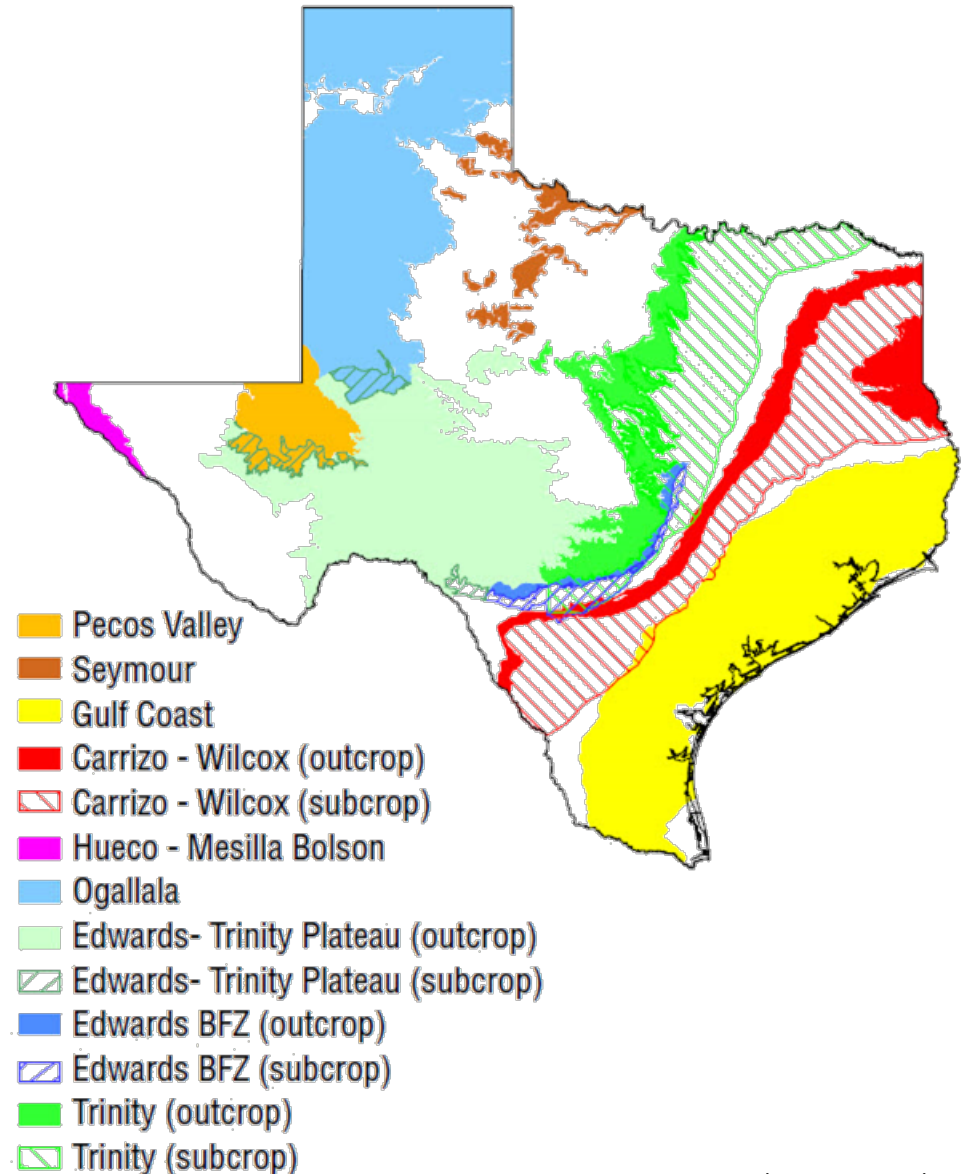 Pecos Valley
Seymour
Gulf Coast
Carrizo - Wilcox (outcrop)
Carrizo - Wilcox (subcrop)
Hueco - Mesilla Bolson
Ogallala
Edwards- Trinity Plateau (outcrop)
Edwards- Trinity Plateau (subcrop)
Edwards BFZ (outcrop)
Edwards BFZ (subcrop)
Trinity (outcrop)
Trinity (subcrop)